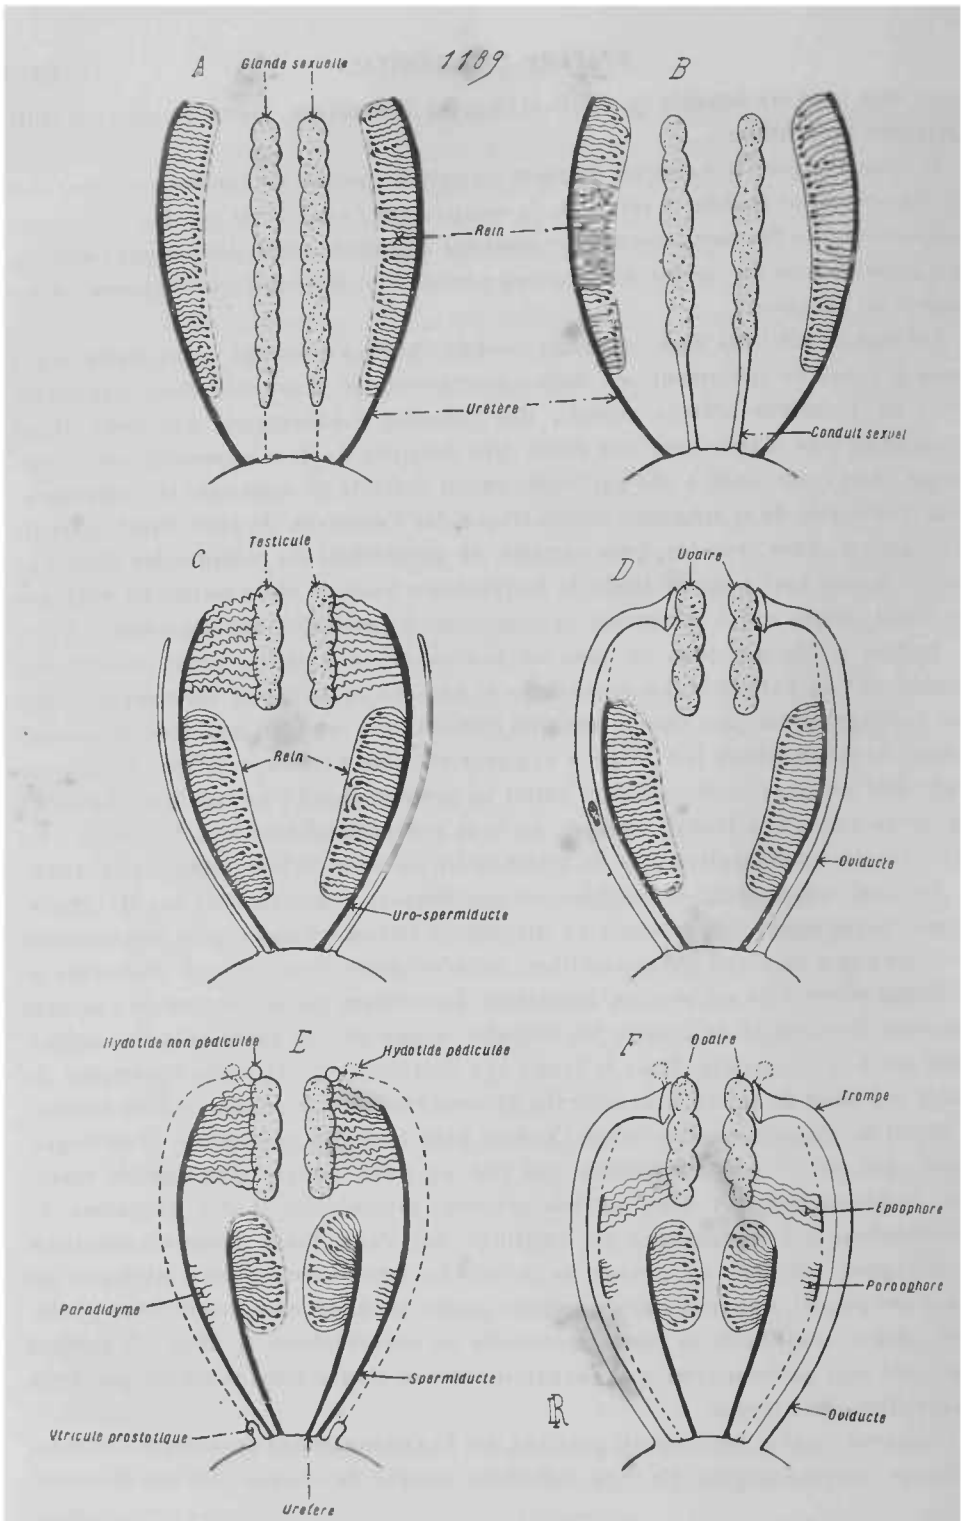 A
Glande sexuelle
1189
B
Rein
Uretère
Conduit sexuel
C
Testicule
D
Ovaire
Rein
Oviducte
Uro-spermiducte
Hydatide non pédiculée
E
Hydatide pédiculée
F
Ovaire
Trompe
Epoophore
Paradidyme
Paroophore
Spermiducte
R
Oviducte
Utricule prostatique
Uretère